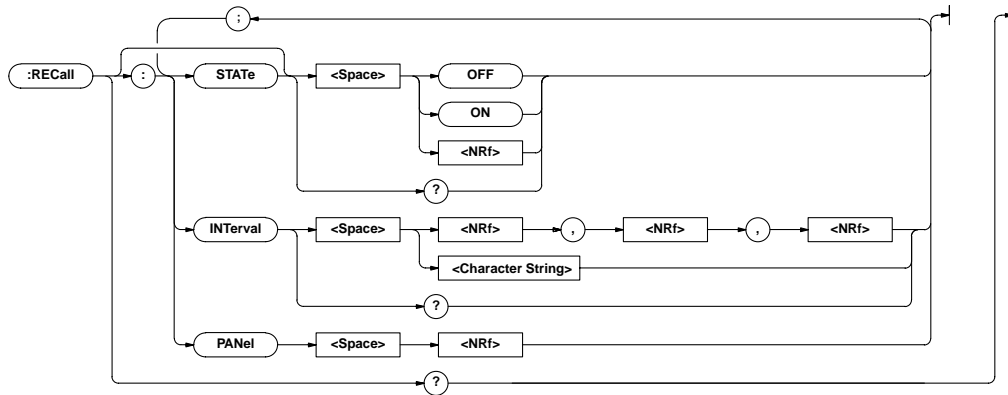 ;
:RECall : STATe <Space> OFF
ON
<NRf>
?
INTerval <Space> <NRf> , <NRf> , <NRf>
<Character String>
?
PANel <Space> <NRf>
?